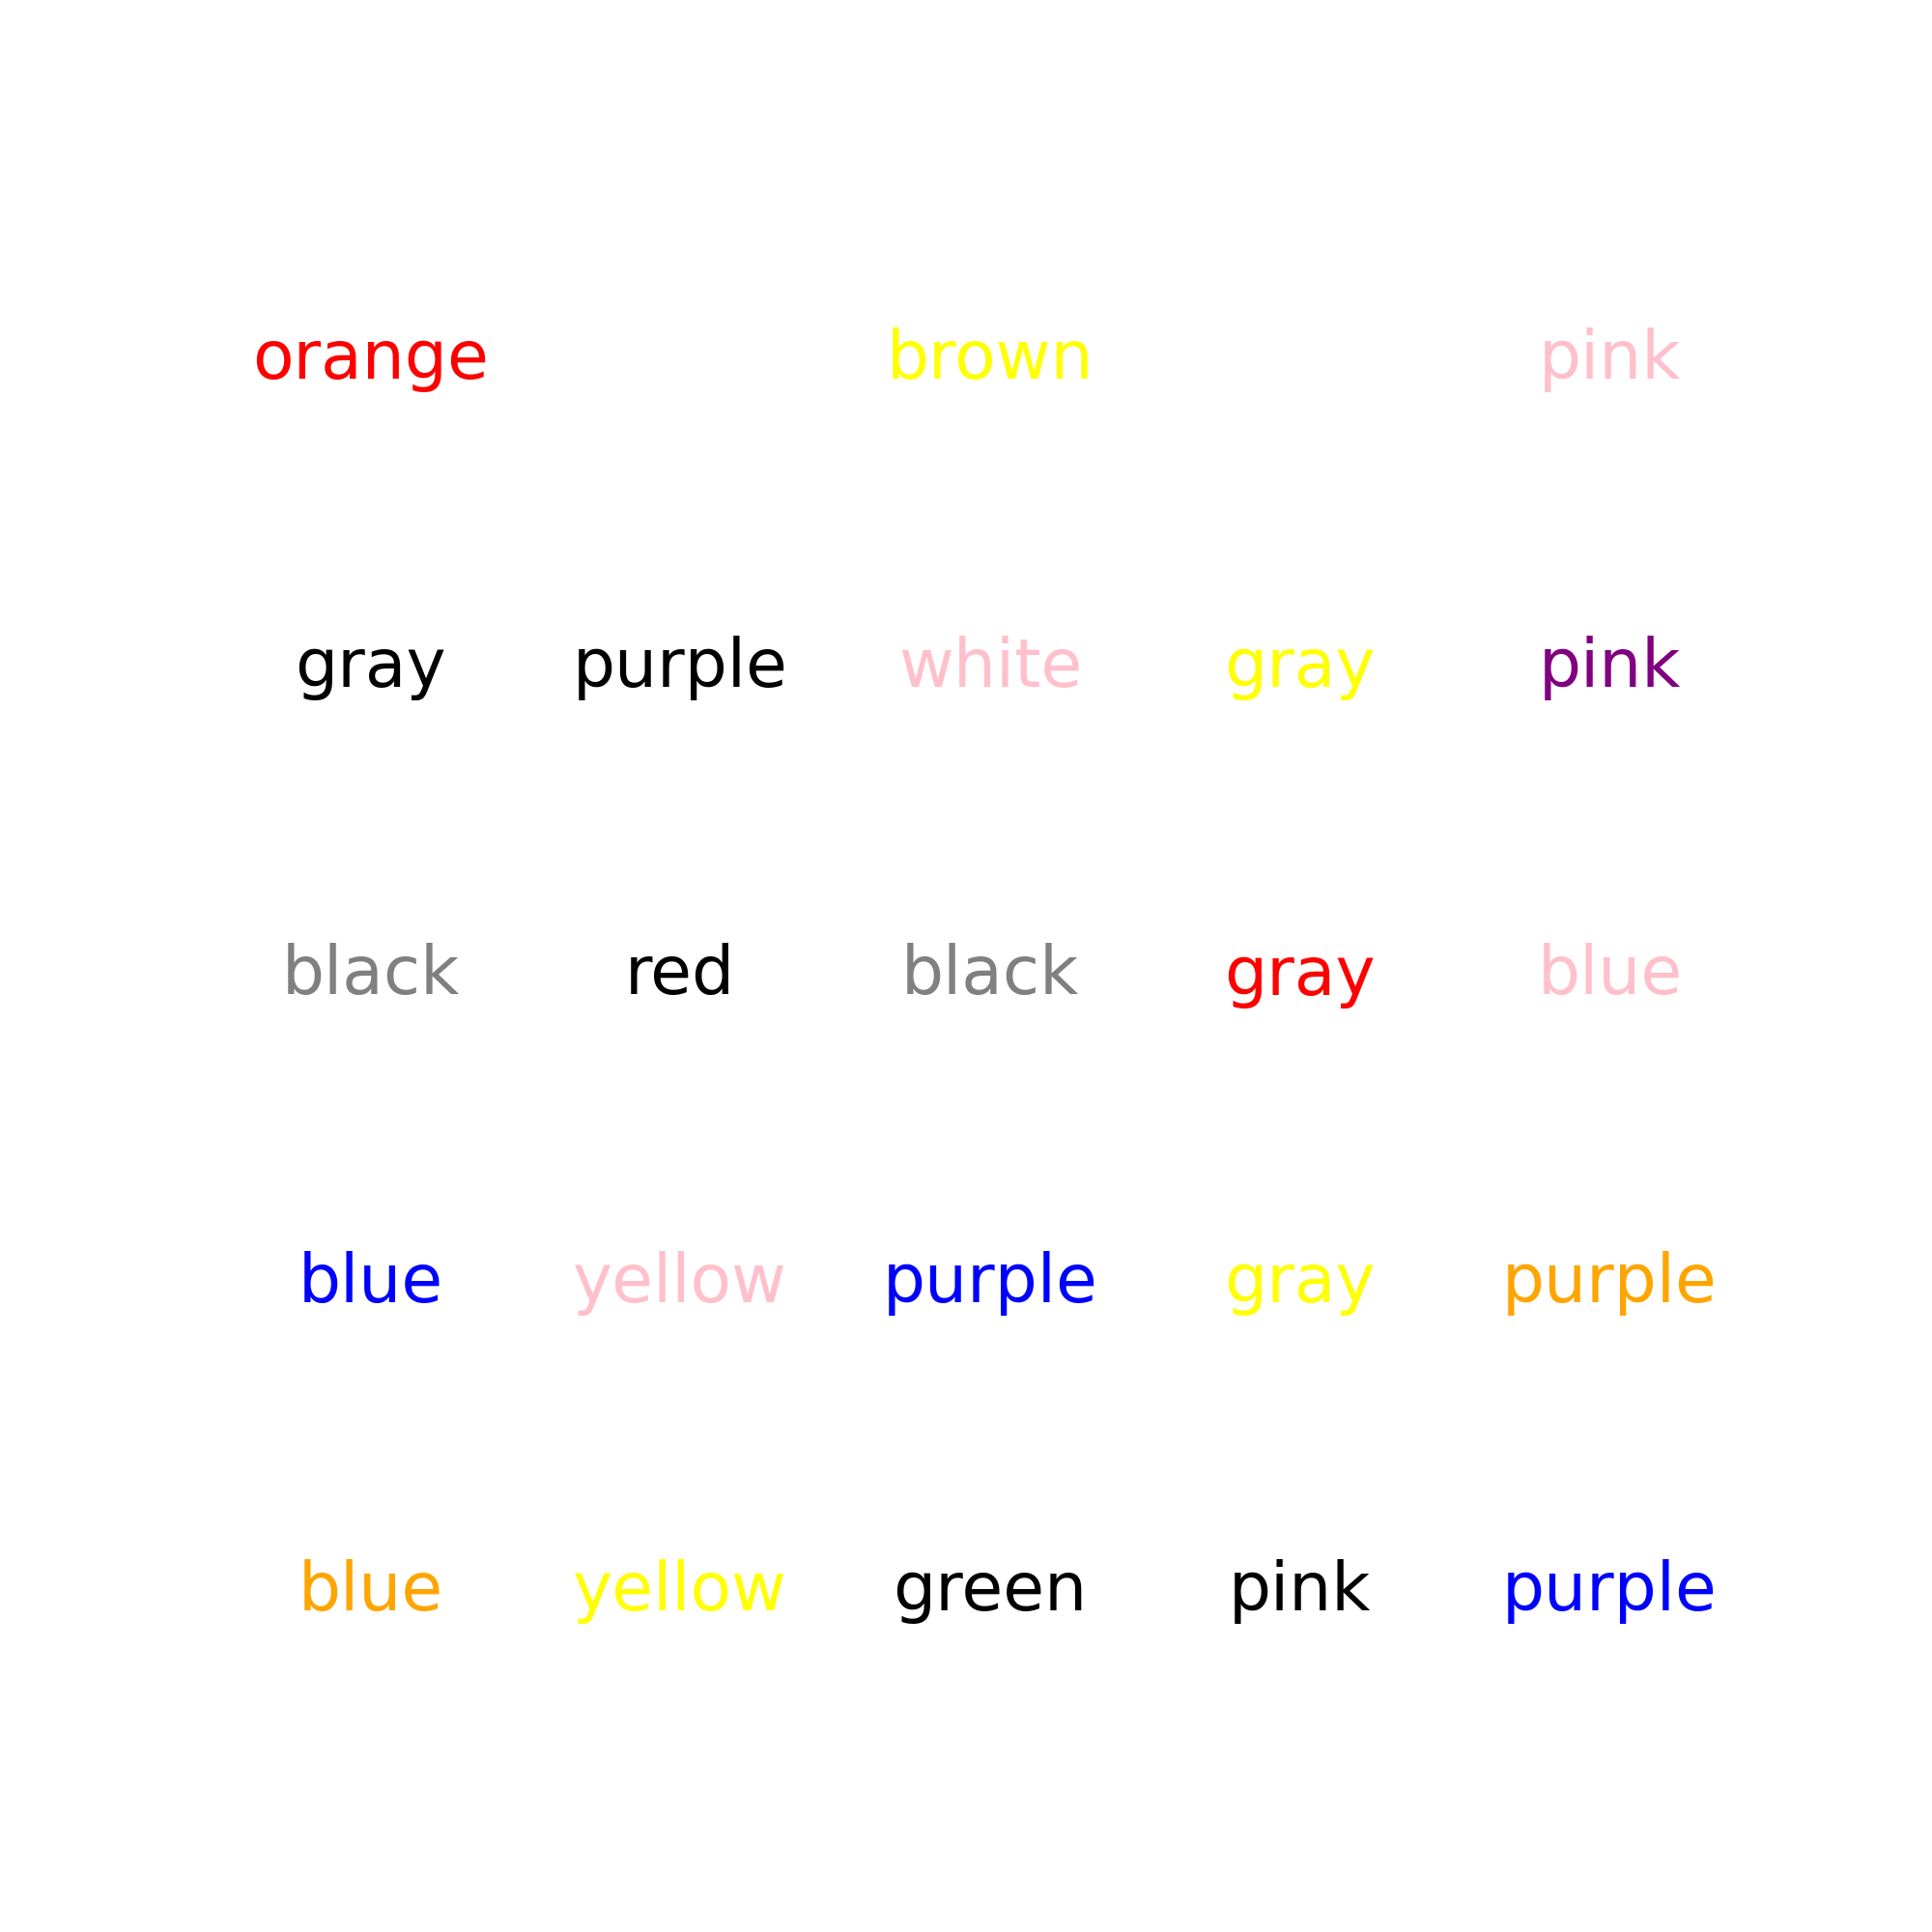 orange brown pink
gray purple white gray pink
black red black gray blue
blue yellow purple gray purple
blue yellow green pink purple